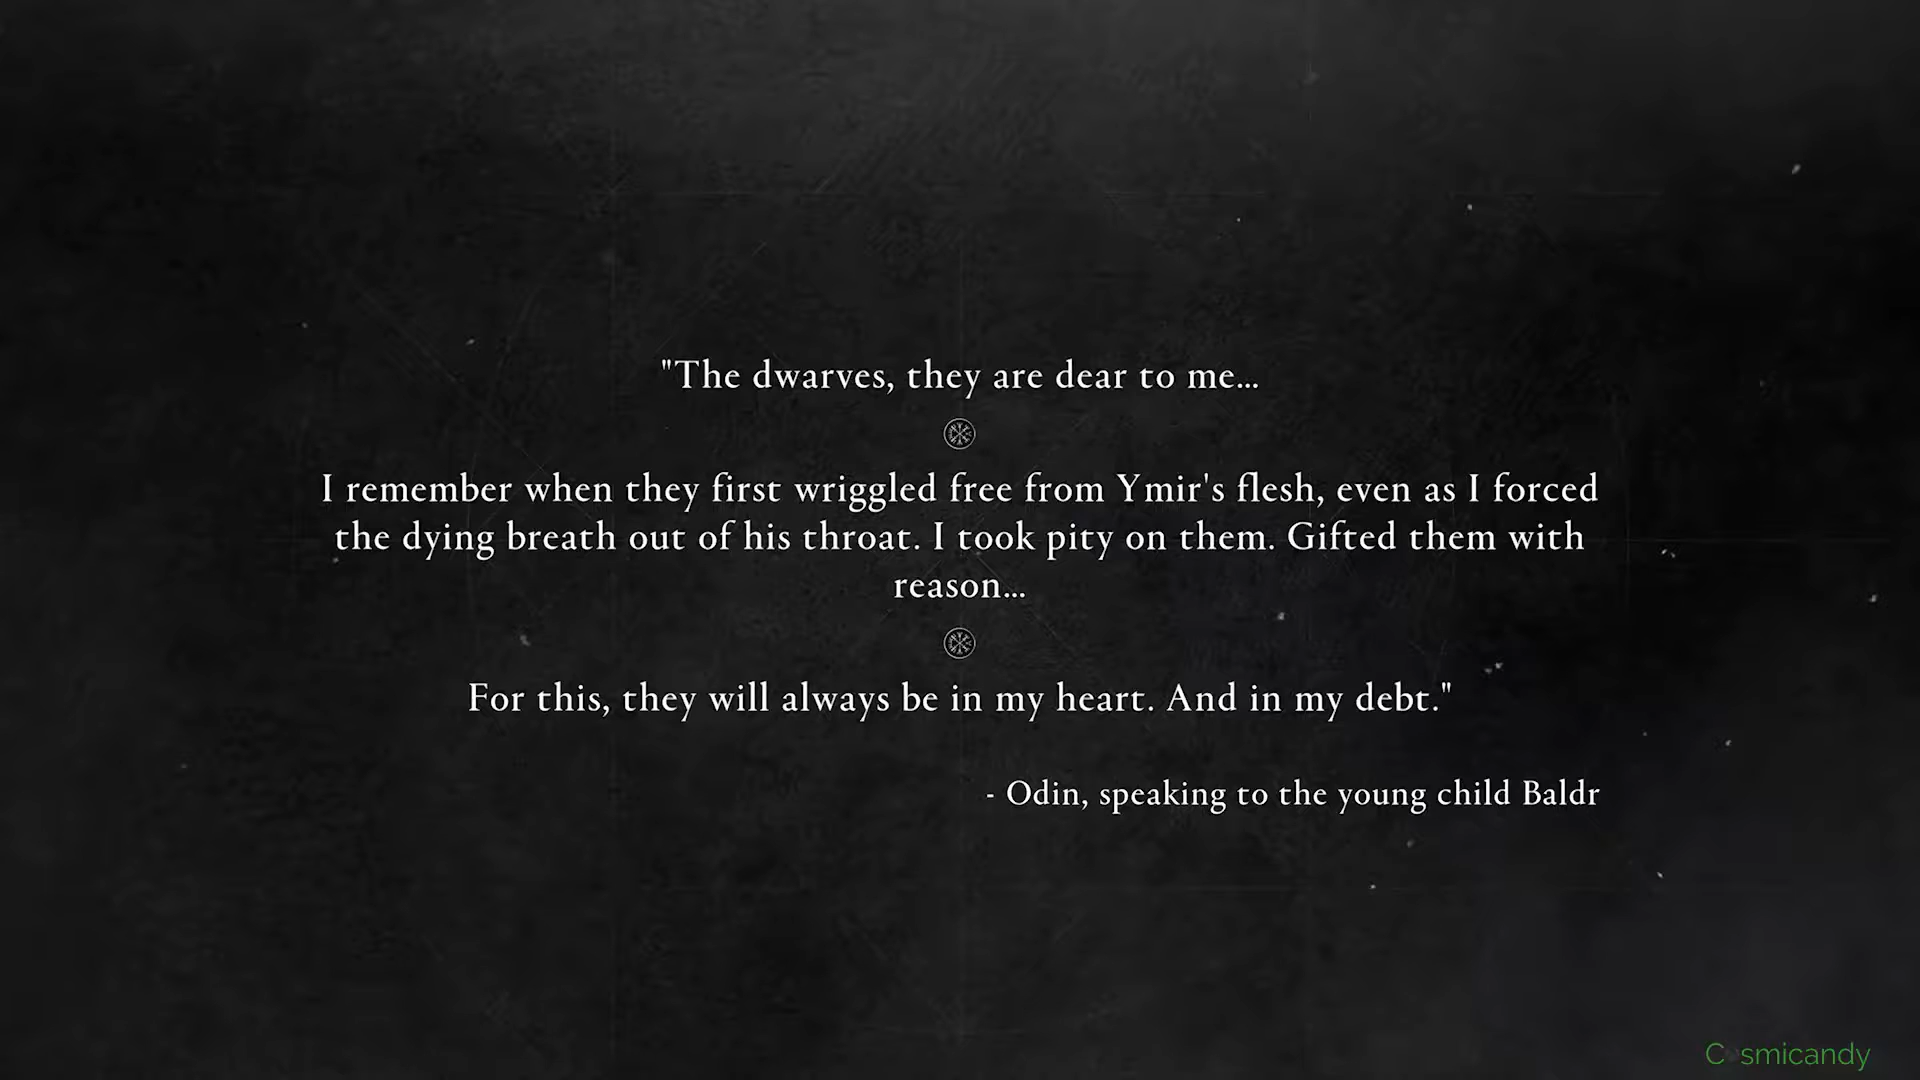 "The dwarves, they are dear to me...
I remember when they first wriggled free from Ymir's flesh, even as I forced
the dying breath out of his throat. I took pity on them. Gifted them with
reason...
For this, they will always be in my heart. And in my debt."
- Odin, speaking to the young child Baldr
Cosmicandy